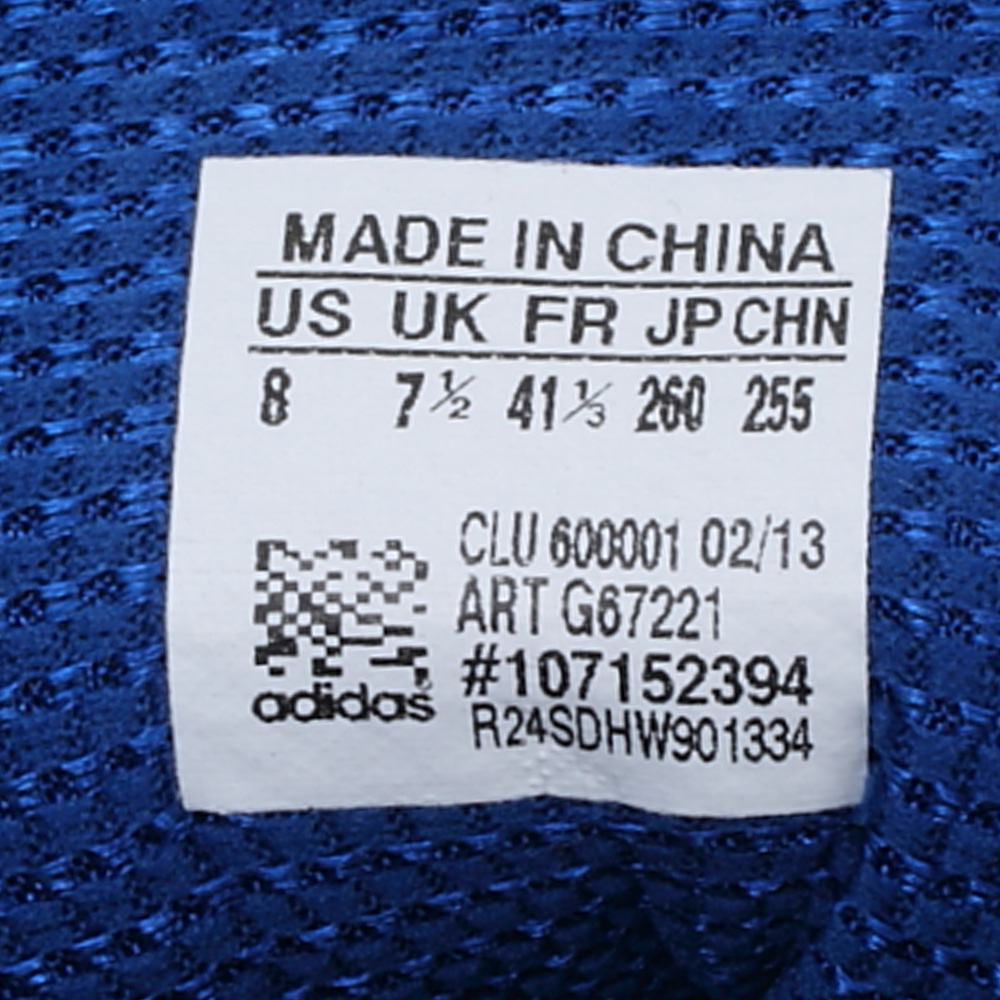 MADE IN CHINA
US UK FR JP CHN
8 7½ 41⅓ 260 255
CLU 600001 02/13
ART G67221
#107152394
adidas®
R24SDHW901334